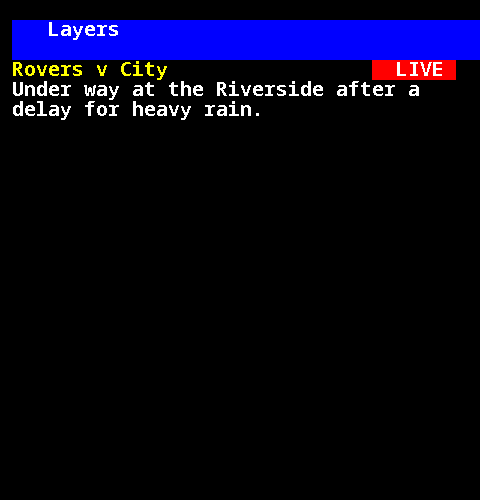 Layers
Rovers v City LIVE
Under way at the Riverside after a
delay for heavy rain.